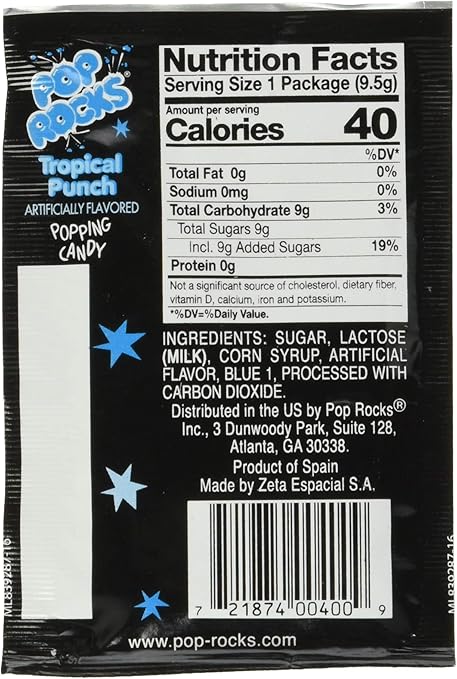 POP
ROCKS®
Tropical
Punch
ARTIFICIALLY FLAVORED
POPPING
CANDY
Nutrition Facts
Serving Size 1 Package (9.5g)
Amount per serving
Calories 40
%DV*
Total Fat 0g 0%
Sodium 0mg 0%
Total Carbohydrate 9g 3%
Total Sugars 9g
Incl. 9g Added Sugars 19%
Protein 0g
Not a significant source of cholesterol, dietary fiber,
vitamin D, calcium, iron and potassium.
*%DV=%Daily Value.
INGREDIENTS: SUGAR, LACTOSE
(MILK), CORN SYRUP, ARTIFICIAL
FLAVOR, BLUE 1, PROCESSED WITH
CARBON DIOXIDE.
Distributed in the US by Pop Rocks®
Inc., 3 Dunwoody Park, Suite 128,
Atlanta, GA 30338.
Product of Spain
Made by Zeta Espacial S.A.
7 21874 00400 9
www.pop-rocks.com
ML839287-16
ML839287-16